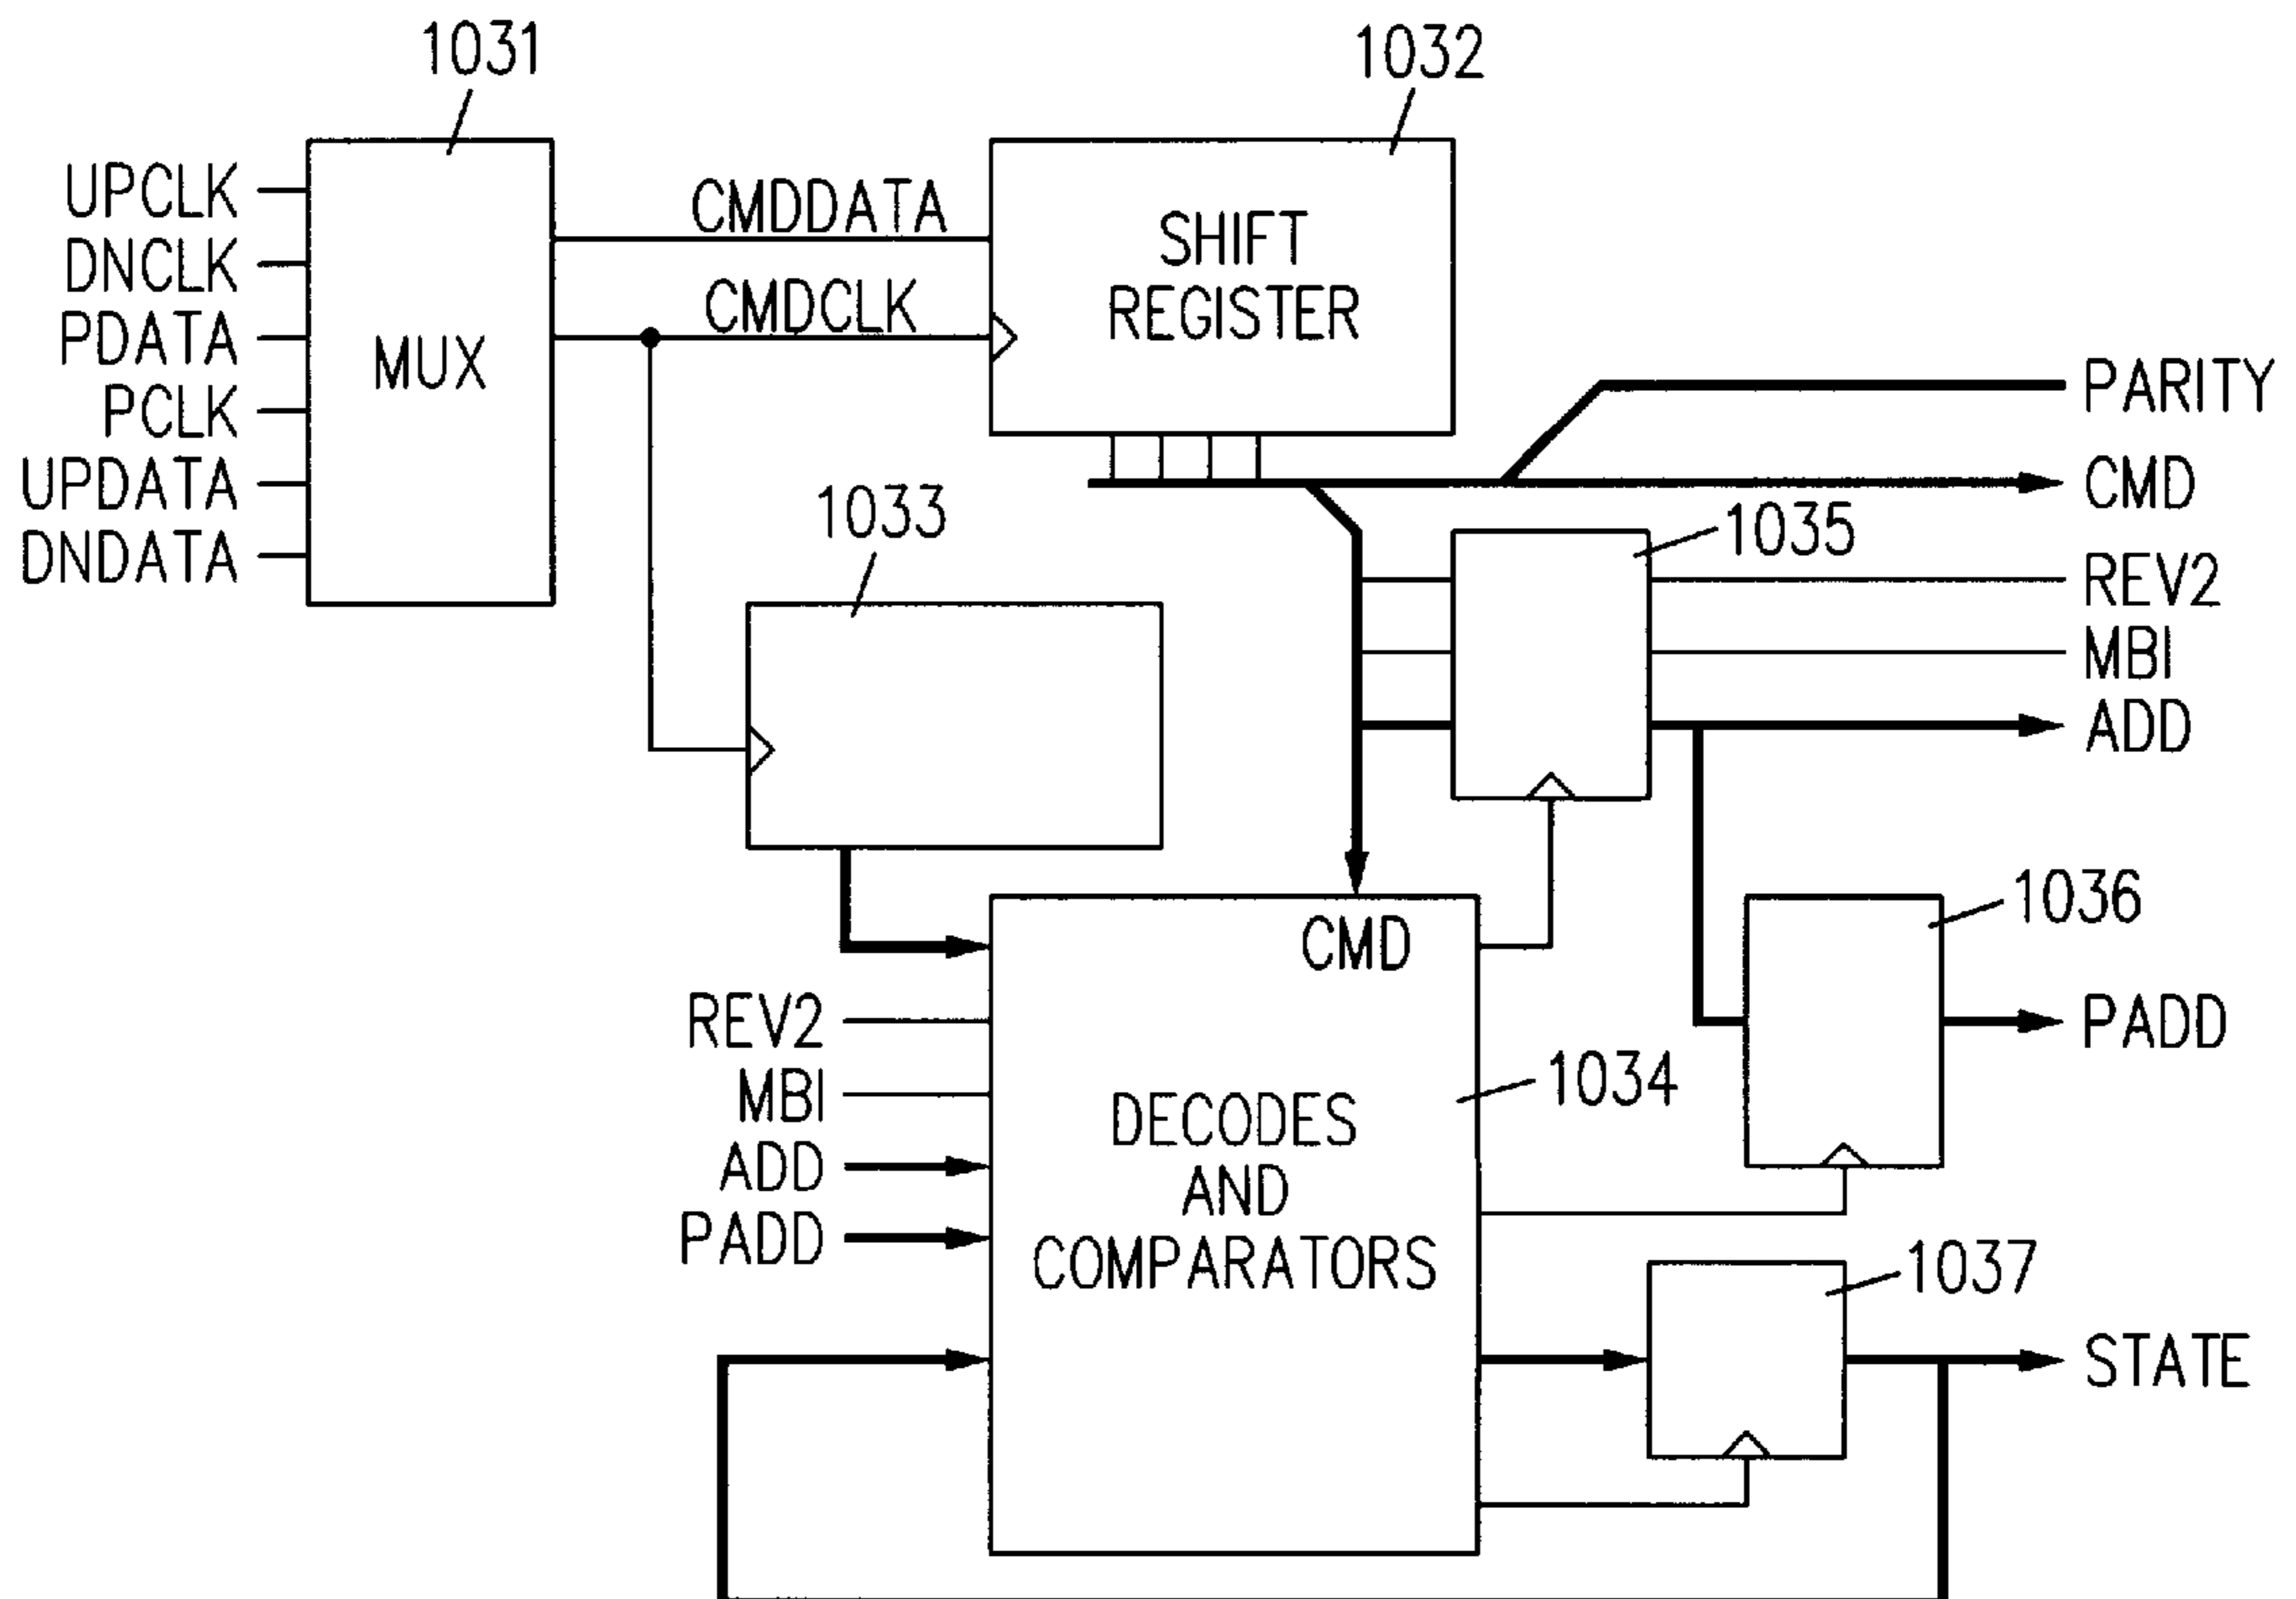 1031
1032
UPCLK
DNCLK
PDATA
PCLK
UPDATA
DNDATA
MUX
CMDDATA
CMDCLK
SHIFT
REGISTER
PARITY
CMD
1033
1035
REV2
MBI
ADD
1036
PADD
CMD
REV2
MBI
ADD
PADD
DECODES
AND
COMPARATORS
1034
1037
STATE